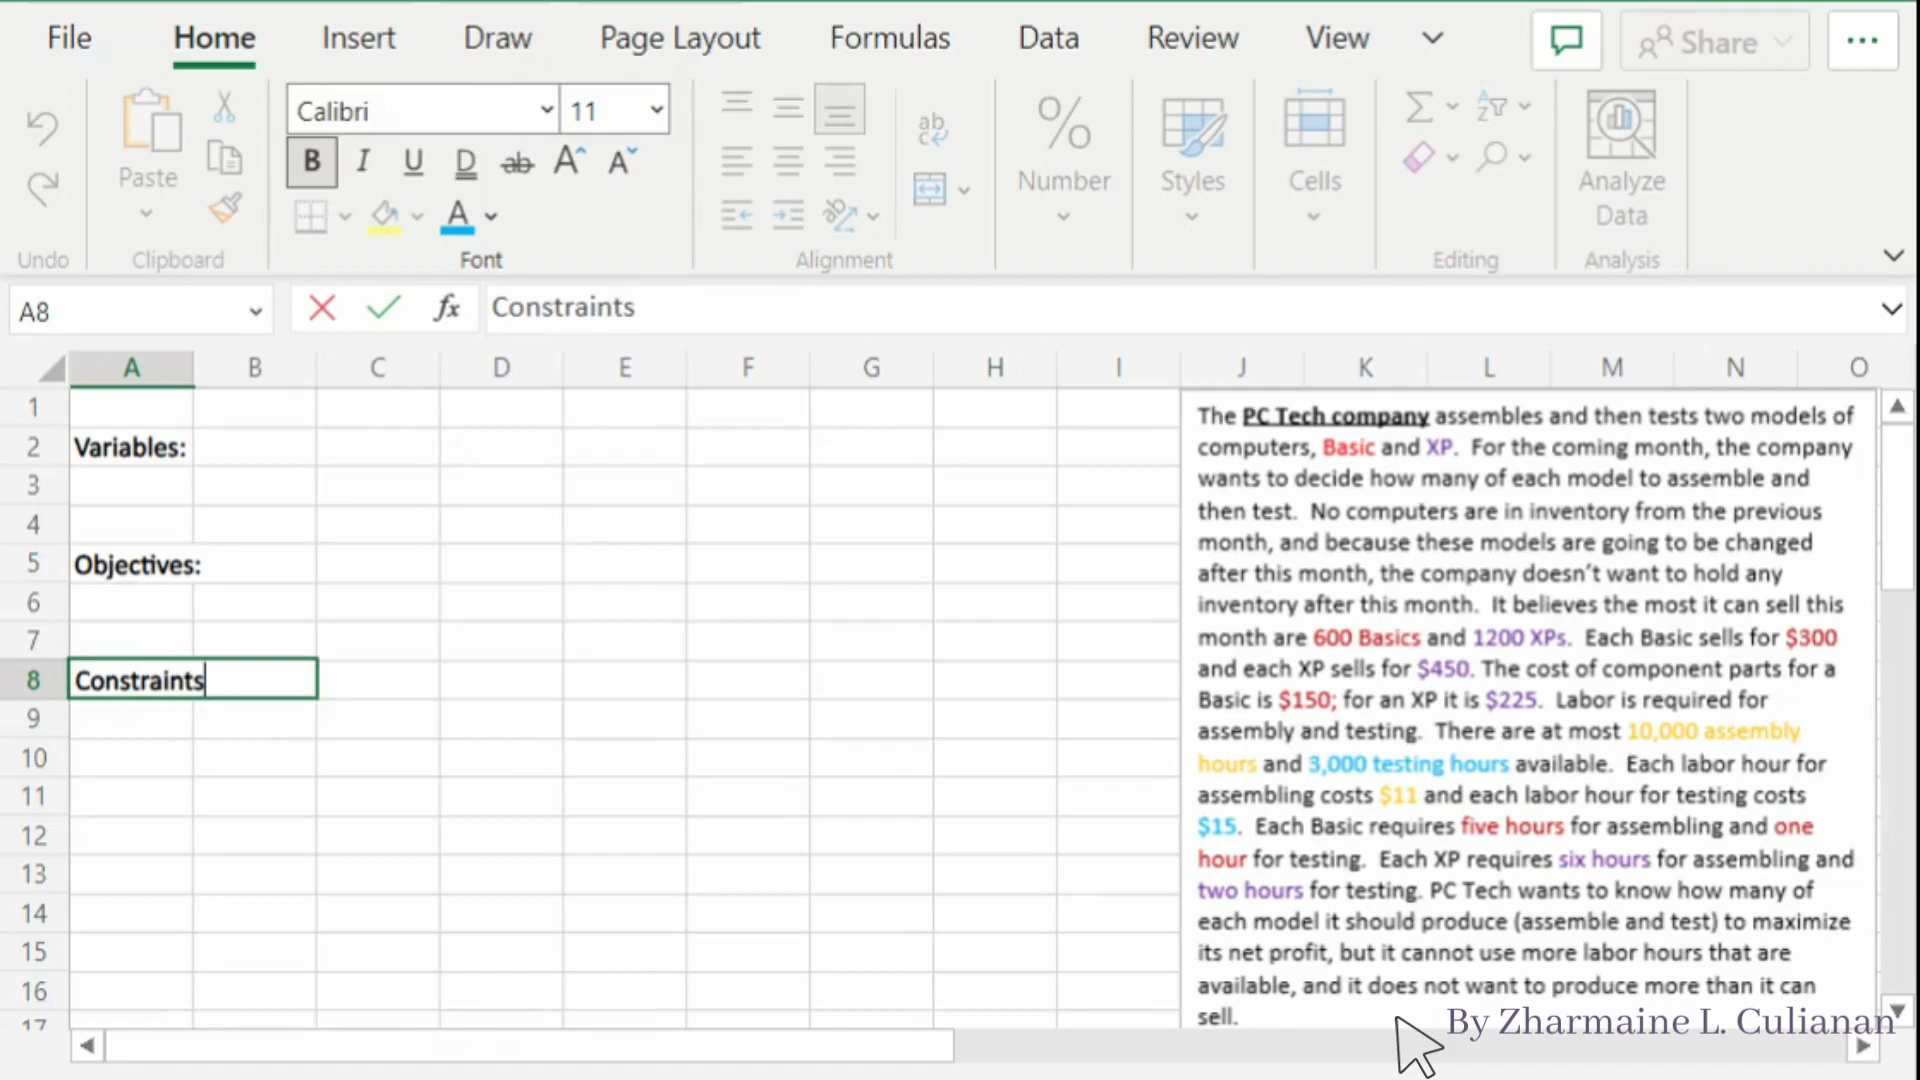 File Home Insert Draw Page Layout Formulas Data Review View Share
Calibri 11
Paste
B I U D ab A A
ab
Number Styles Cells
Analyze
Data
Undo Clipboard Font Alignment Editing Analysis
A8 fx Constraints
A B C D E F G H I J K L M N O
1
2 Variables:
3
4
5 Objectives:
6
7
8 Constraints
9
10
11
12
13
14
15
16
17
The PC Tech company assembles and then tests two models of
computers, Basic and XP. For the coming month, the company
wants to decide how many of each model to assemble and
then test. No computers are in inventory from the previous
month, and because these models are going to be changed
after this month, the company doesn't want to hold any
inventory after this month. It believes the most it can sell this
month are 600 Basics and 1200 XPs. Each Basic sells for $300
and each XP sells for $450. The cost of component parts for a
Basic is $150; for an XP it is $225. Labor is required for
assembly and testing. There are at most 10,000 assembly
hours and 3,000 testing hours available. Each labor hour for
assembling costs $11 and each labor hour for testing costs
$15. Each Basic requires five hours for assembling and one
hour for testing. Each XP requires six hours for assembling and
two hours for testing. PC Tech wants to know how many of
each model it should produce (assemble and test) to maximize
its net profit, but it cannot use more labor hours that are
available, and it does not want to produce more than it can
sell.
By Zharmaine L. Culianan